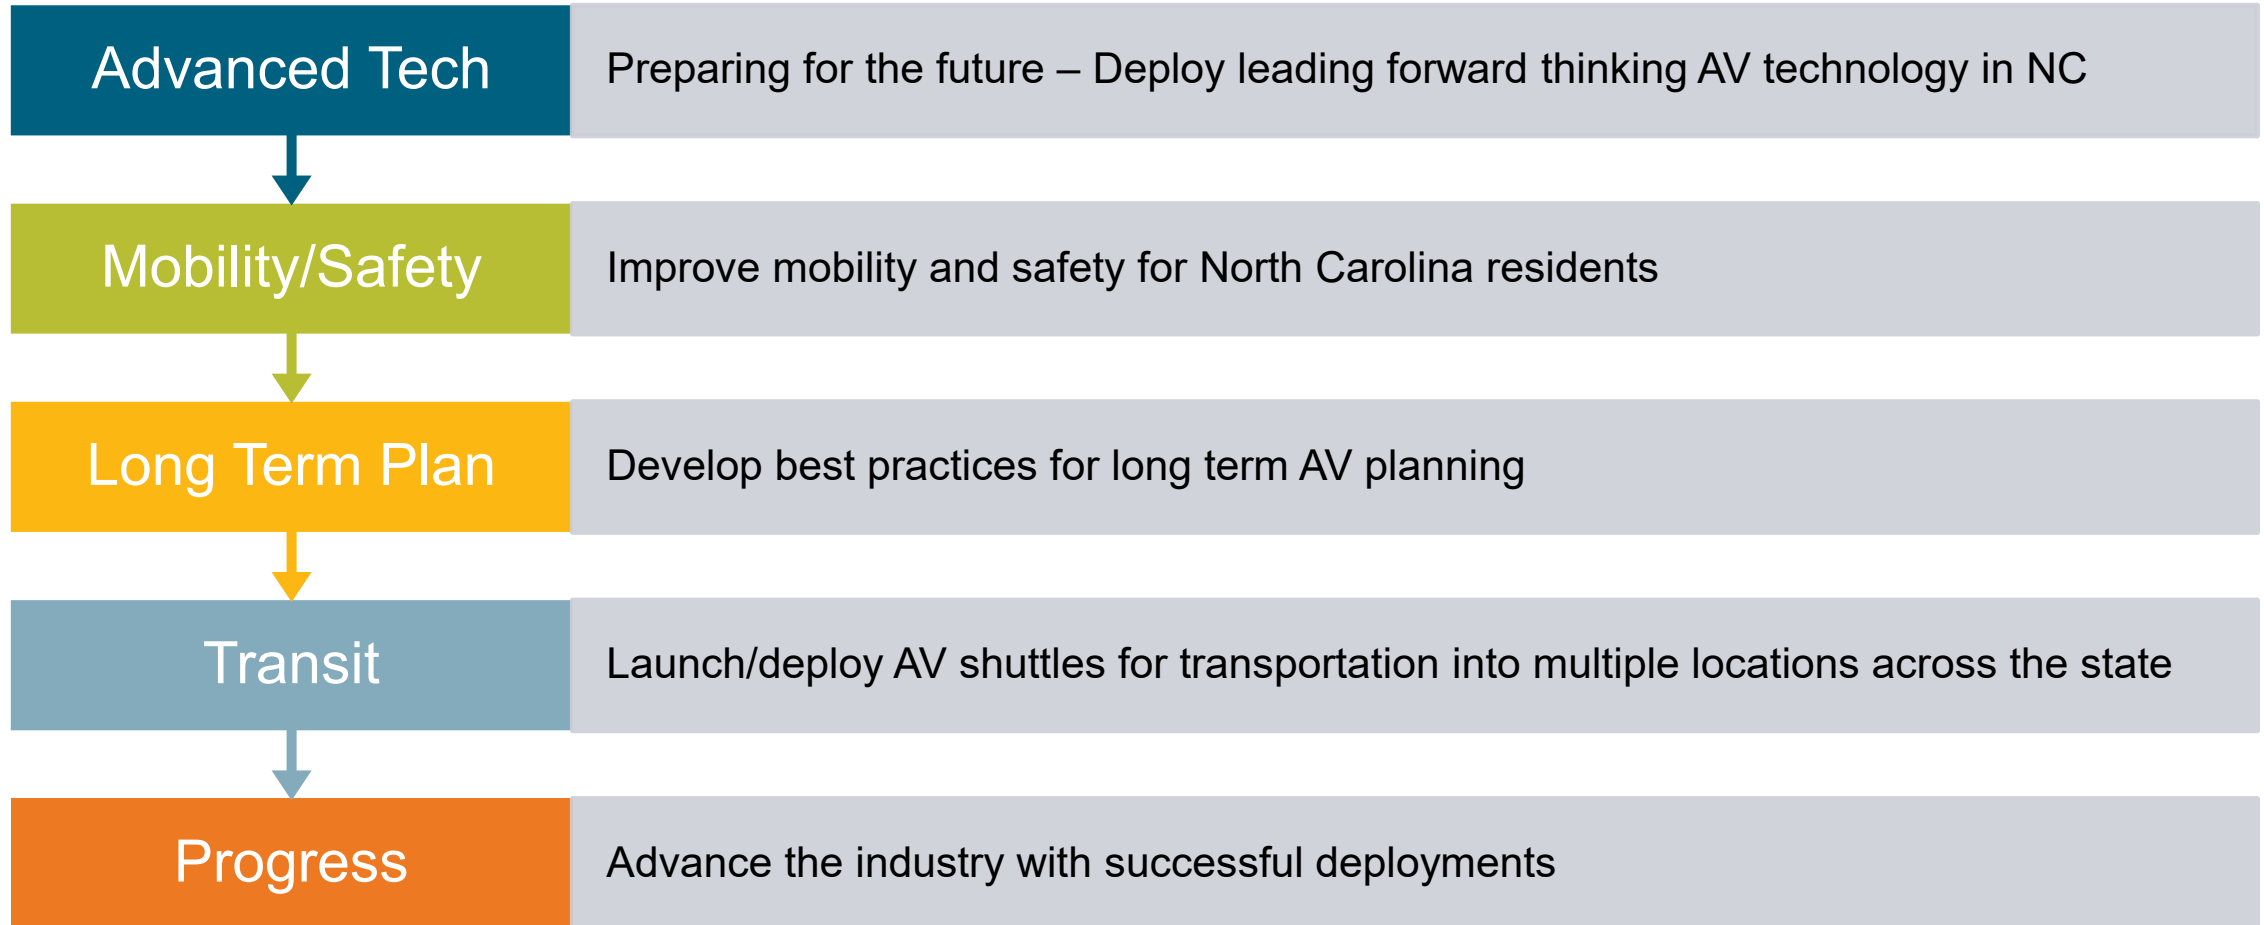 Advanced Tech
Preparing for the future – Deploy leading forward thinking AV technology in NC
Mobility/Safety
Improve mobility and safety for North Carolina residents
Long Term Plan
Develop best practices for long term AV planning
Transit
Launch/deploy AV shuttles for transportation into multiple locations across the state
Progress
Advance the industry with successful deployments